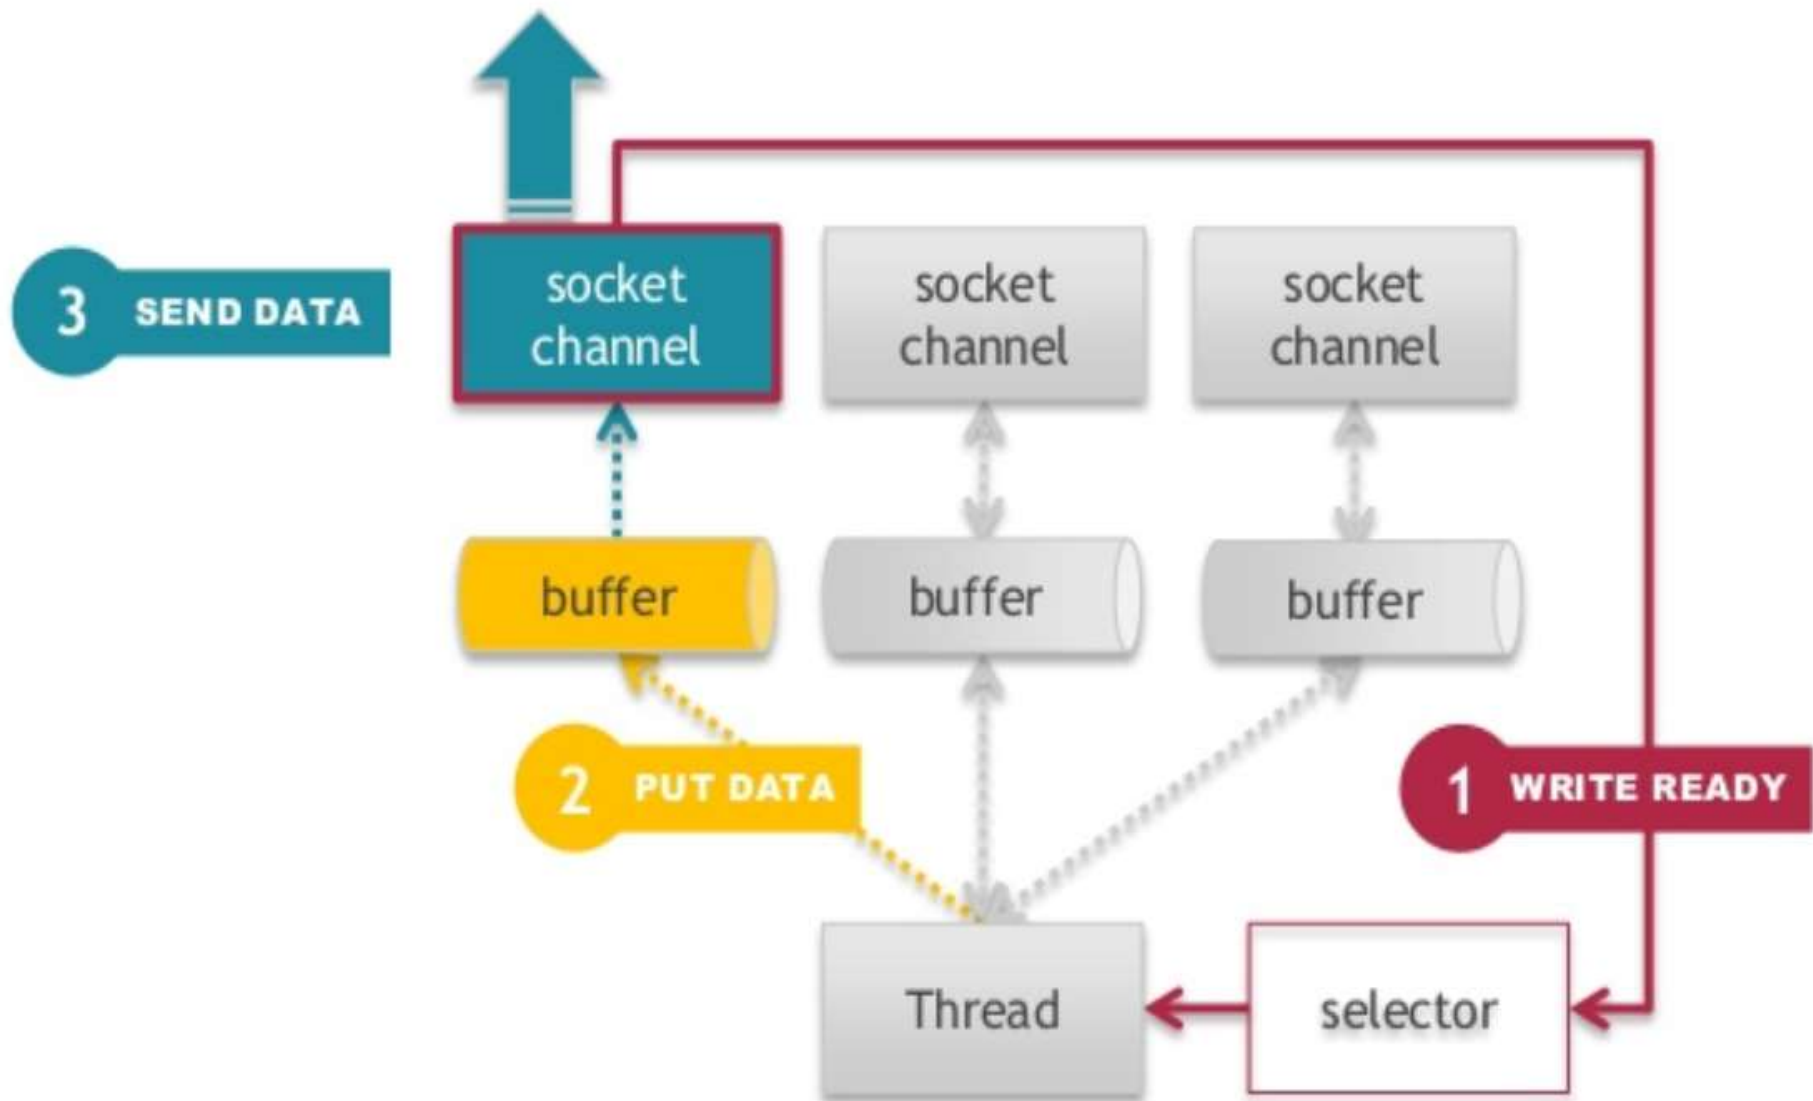 3 SEND DATA
socket
channel
socket
channel
socket
channel
buffer
buffer
buffer
2 PUT DATA
1 WRITE READY
Thread
selector